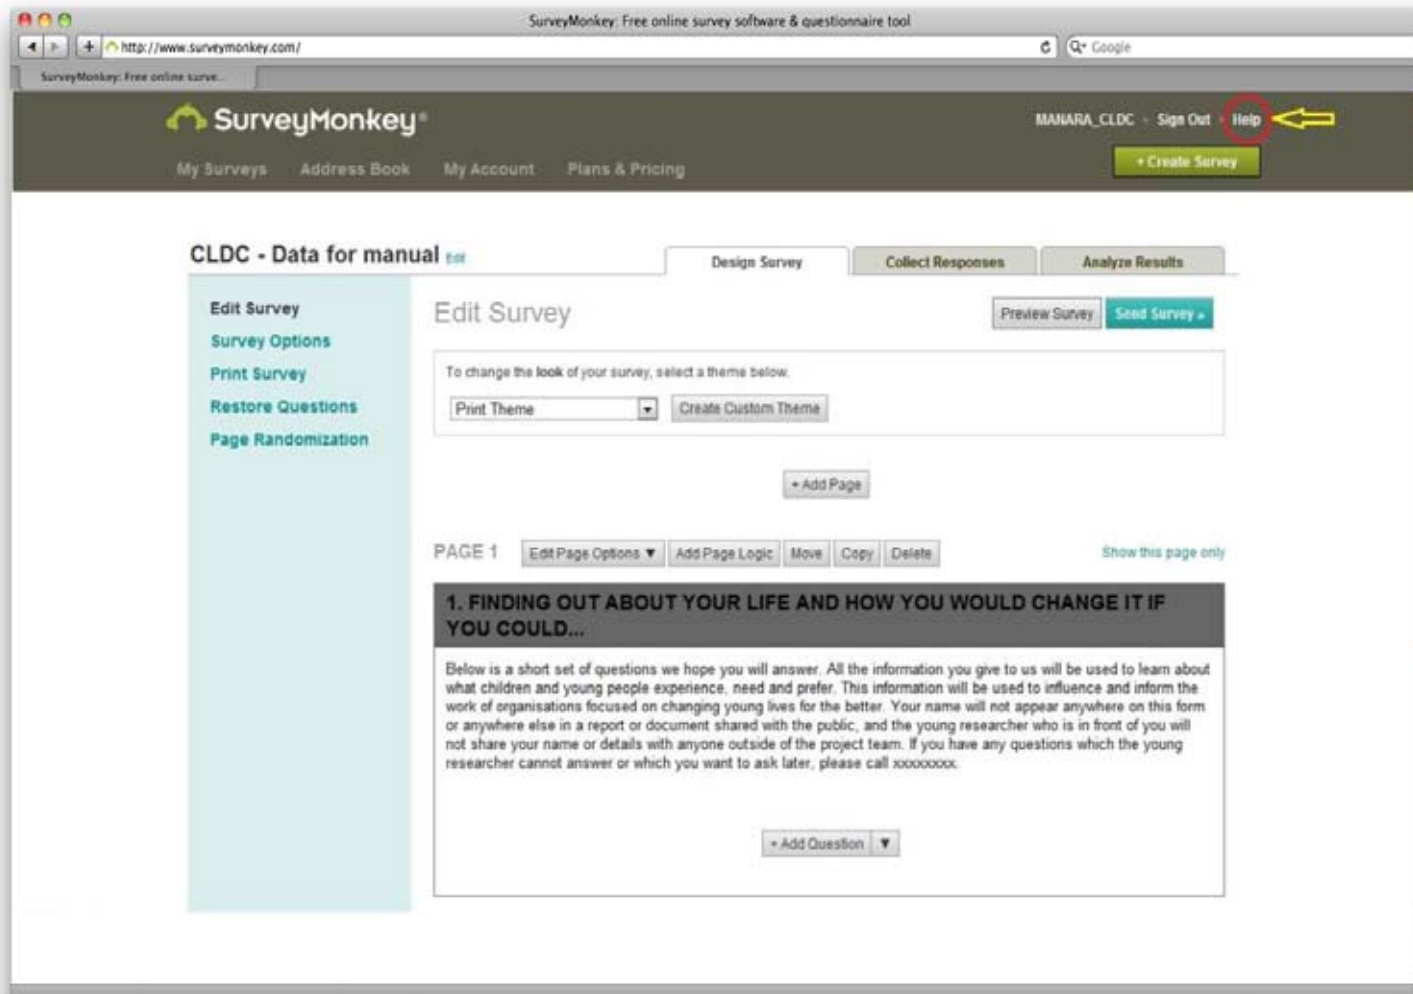 SurveyMonkey: Free online survey software & questionnaire tool
+ http://www.surveymonkey.com/ Google
SurveyMonkey: Free online surve...
SurveyMonkey®
MANARA_CLDC Sign Out Help
My Surveys Address Book My Account Plans & Pricing
+ Create Survey
CLDC - Data for manual Edit
Design Survey Collect Responses Analyze Results
Edit Survey
Survey Options
Print Survey
Restore Questions
Page Randomization
Edit Survey
Preview Survey Send Survey »
To change the look of your survey, select a theme below.
Print Theme Create Custom Theme
+ Add Page
PAGE 1 Edit Page Options ▼ Add Page Logic Move Copy Delete Show this page only
1. FINDING OUT ABOUT YOUR LIFE AND HOW YOU WOULD CHANGE IT IF
YOU COULD...
Below is a short set of questions we hope you will answer. All the information you give to us will be used to learn about
what children and young people experience, need and prefer. This information will be used to influence and inform the
work of organisations focused on changing young lives for the better. Your name will not appear anywhere on this form
or anywhere else in a report or document shared with the public, and the young researcher who is in front of you will
not share your name or details with anyone outside of the project team. If you have any questions which the young
researcher cannot answer or which you want to ask later, please call xxxxxxxx.
+ Add Question ▼